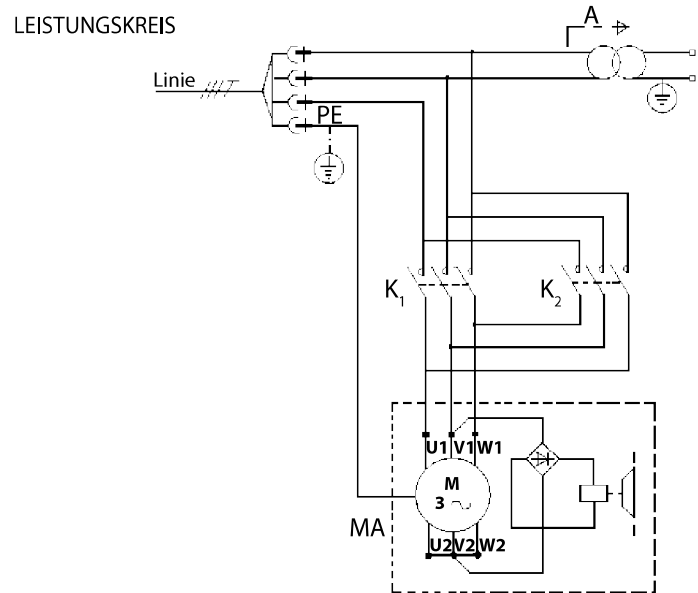 LEISTUNGSKREIS
A
Linie
PE
K1
K2
U1 V1 W1
M
3
MA
U2 V2 W2